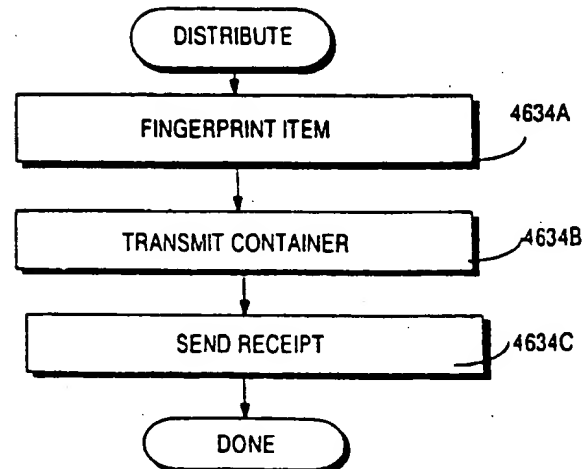 DISTRIBUTE
FINGERPRINT ITEM
4634A
TRANSMIT CONTAINER
4634B
SEND RECEIPT
4634C
DONE